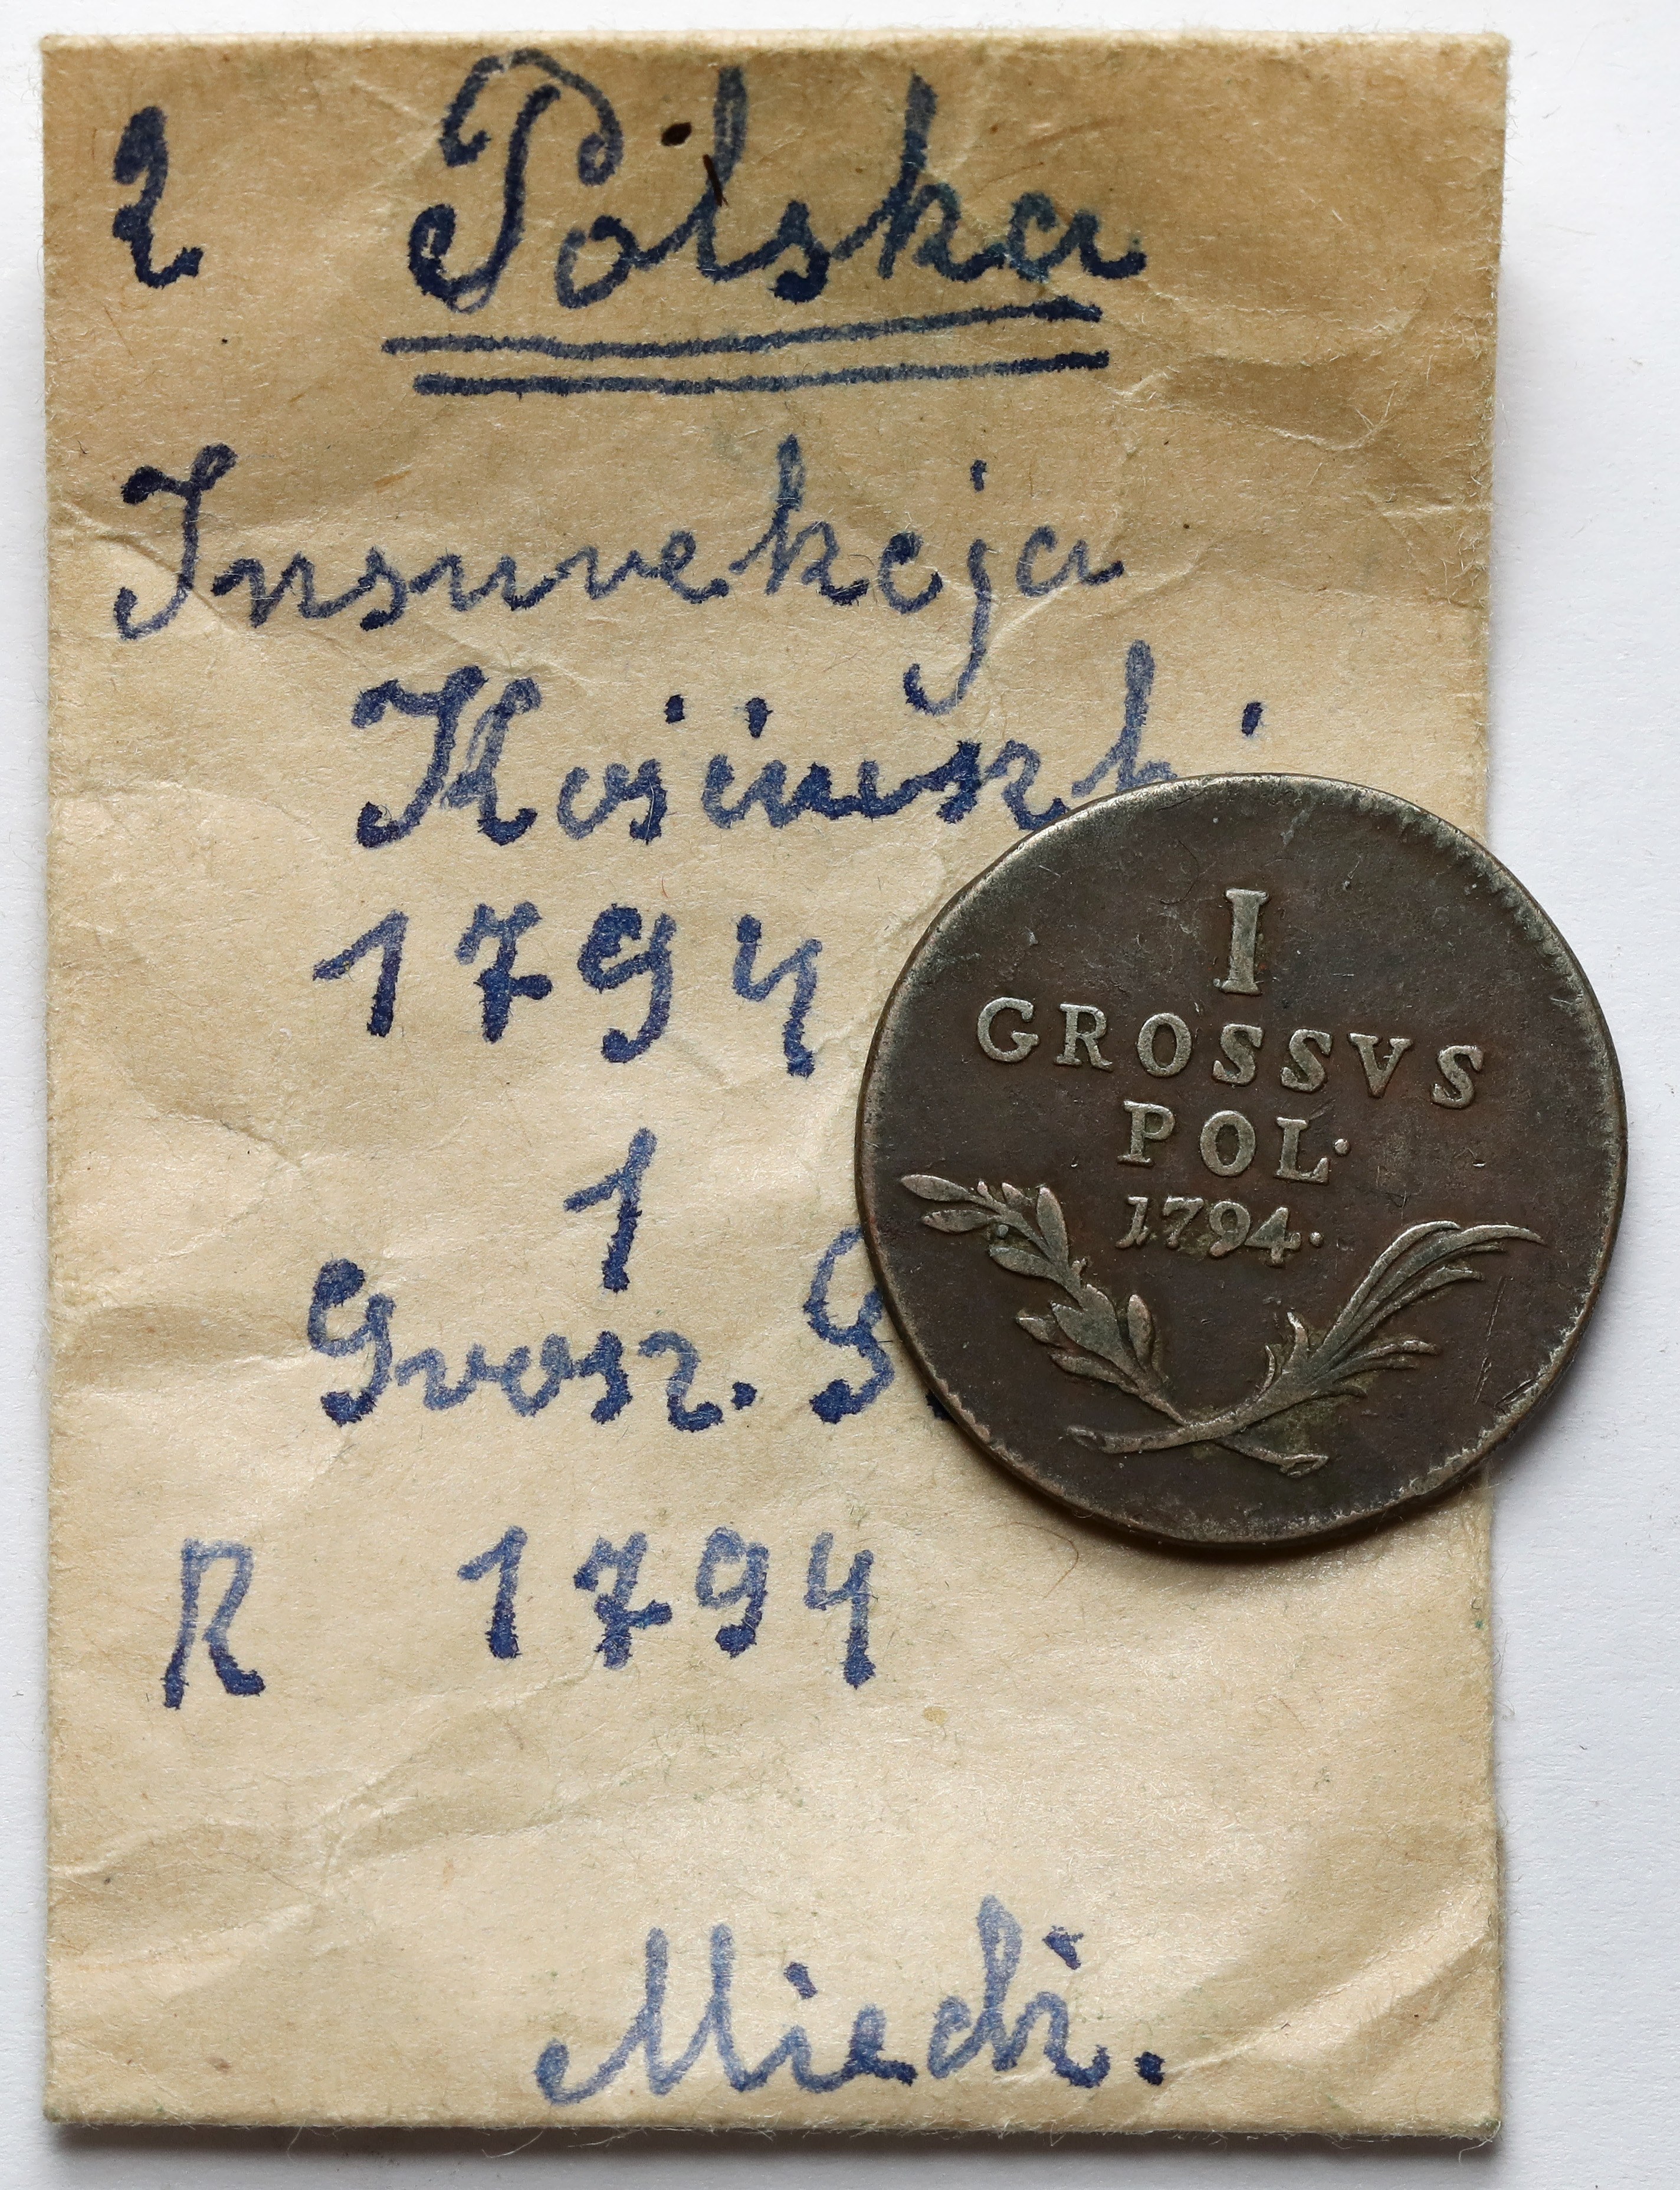 2 Polska
Insurekcja
Kościuszki
1794
1
Grosz. G
R 1794
Miedź.
I
GROSSVS
POL.
1794.